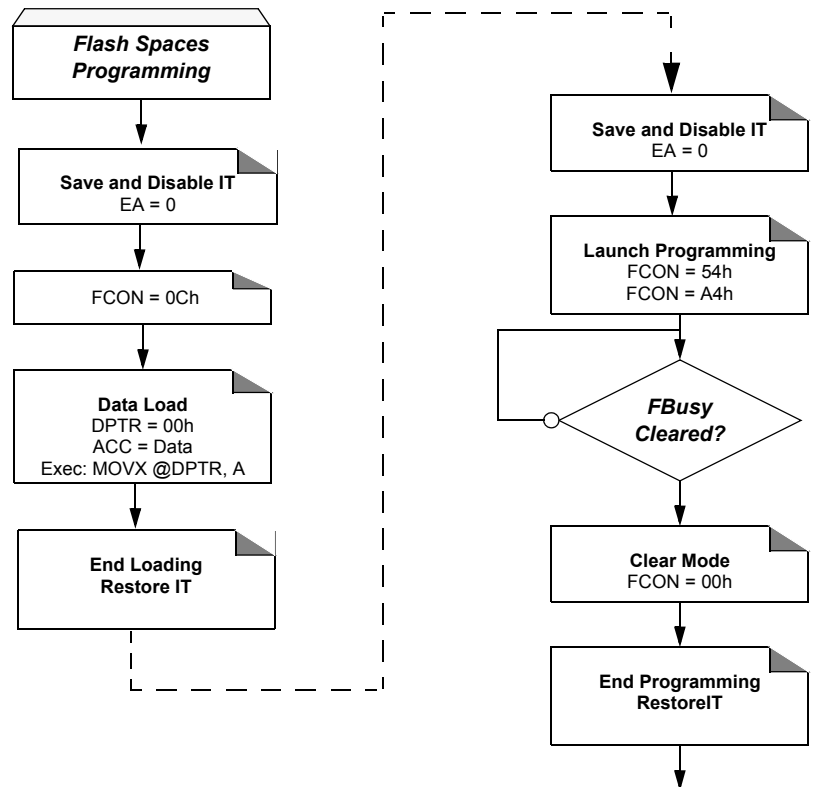 Flash Spaces
Programming
Save and Disable IT
EA = 0
FCON = 0Ch
Data Load
DPTR = 00h
ACC = Data
Exec: MOVX @DPTR, A
End Loading
Restore IT
Save and Disable IT
EA = 0
Launch Programming
FCON = 54h
FCON = A4h
FBusy
Cleared?
Clear Mode
FCON = 00h
End Programming
RestoreIT